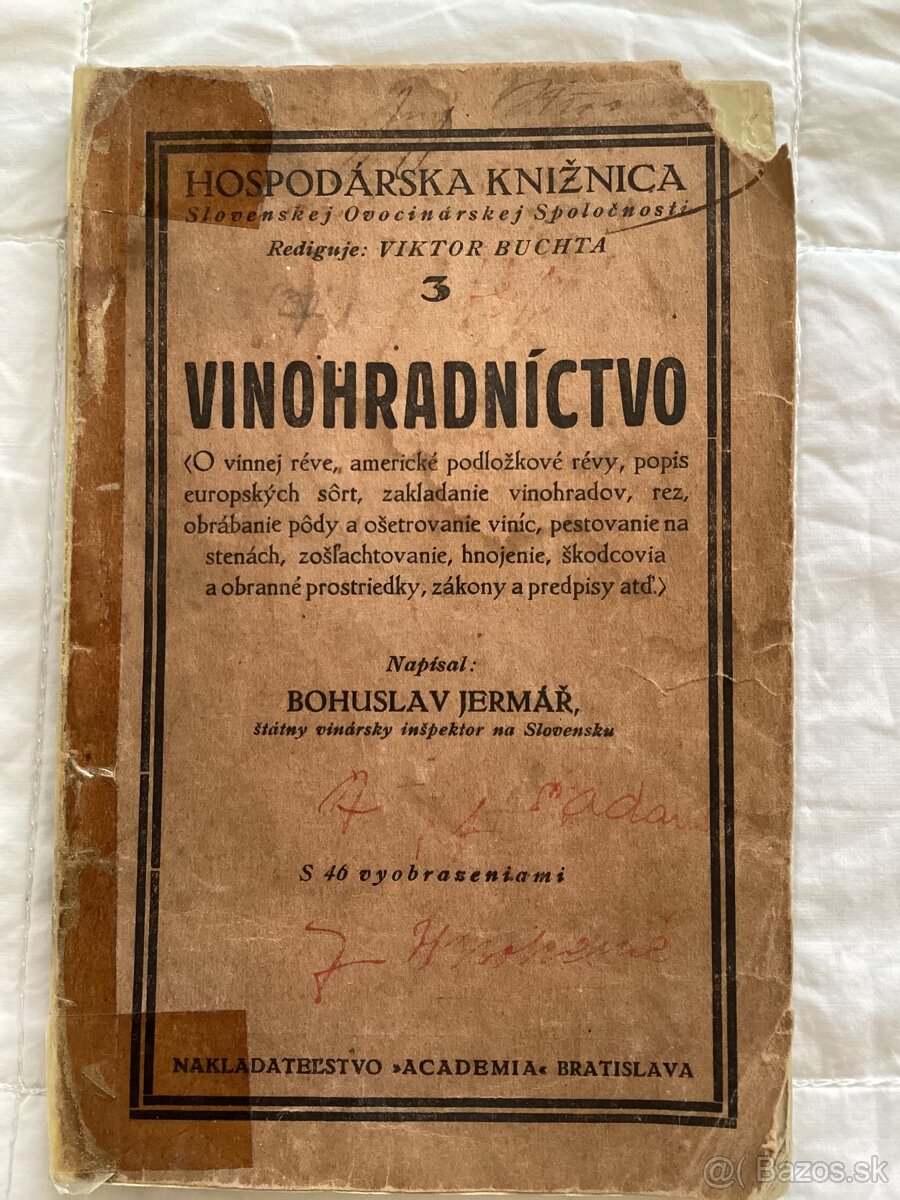 HOSPODÁRSKA KNIŽNICA
Slovenskej Ovocinárskej Spoločnosti
Rediguje: VIKTOR BUCHTA
3
VINOHRADNÍCTVO
(O vinnej réve, americké podložkové révy, popis
europských sôrt, zakladanie vinohradov, rez,
obrábanie pôdy a ošetrovanie viníc, pestovanie na
stenách, zošľachtovanie, hnojenie, škodcovia
a obranné prostriedky, zákony a predpisy atď.)
Napísal:
BOHUSLAV JERMÁŘ,
štátny vinársky inšpektor na Slovensku
S 46 vyobrazeniami
NAKLADATEĽSTVO »ACADEMIA« BRATISLAVA
Bazos.sk